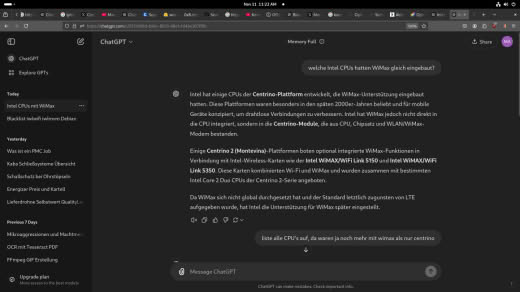 Nov 11 11:23 AM
ChatGPT
Memory Full
Share
ChatGPT
Explore GPTs
Today
Intel CPUs mit WiMax
Blacklist iwlwifi iwlmvm Debian
Yesterday
Was ist ein PMC Job
Kaba Schließsysteme Übersicht
Schallschutz bei Ohrstöpseln
Energizer Preis und Kartell
Lieferdrohne Selbstwert Qualit
Previous 7 Days
Mikroaggressionen und Machtme
OCR mit Tesseract PDF
FFmpeg GIF Erstellung
Upgrade plan
More access to the best models
welche Intel CPUs hatten WiMax gleich eingebaut?
Intel hat einige CPUs der Centrino-Plattform entwickelt, die WiMax-Unterstützung eingebaut
hatten. Diese Plattformen waren besonders in den späten 2000er-Jahren beliebt und für mobile
Geräte konzipiert, um drahtlose Verbindungen zu verbessern. Intel hat WiMax jedoch nicht direkt in
die CPU integriert, sondern in die Centrino-Module, die aus CPU, Chipsatz und WLAN/WiMax-
Modem bestanden.
Einige Centrino 2 (Montevina)-Plattformen boten optional integrierte WiMax-Funktionen in
Verbindung mit Intel-Wireless-Karten wie der Intel WiMAX/WiFi Link 5150 und Intel WiMAX/WiFi
Link 5350. Diese Karten kombinierten Wi-Fi und WiMax und wurden zusammen mit bestimmten
Intel Core 2 Duo CPUs der Centrino 2-Serie angeboten.
Da WiMax sich nicht global durchgesetzt hat und der Standard letztlich zugunsten von LTE
aufgegeben wurde, hat Intel die Unterstützung für WiMax später eingestellt.
liste alle CPU's auf, da waren ja noch mehr mit wimax als nur centrino
Message ChatGPT
ChatGPT can make mistakes. Check important info.